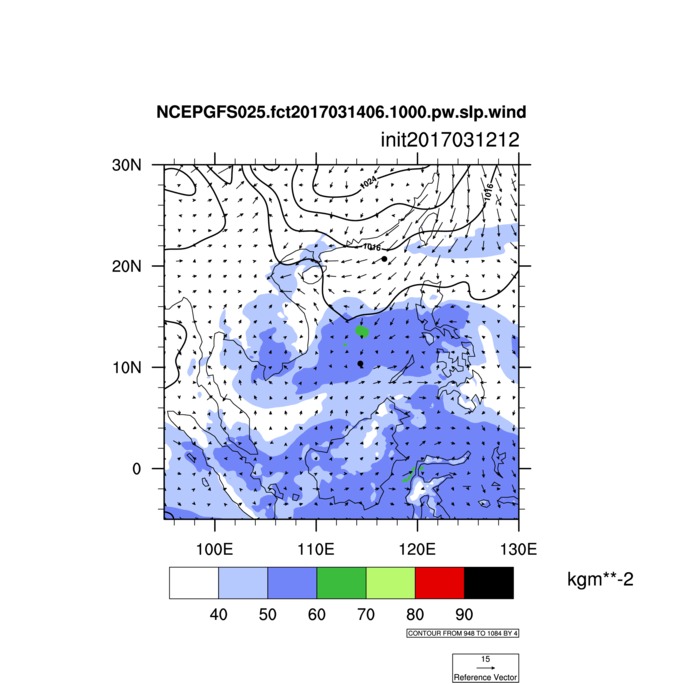 NCEPGFS025.fct2017031406.1000.pw.slp.wind
init2017031212
1024
1016
1016
30N
20N
10N
0
100E 110E 120E 130E
40 50 60 70 80 90
kgm**-2
CONTOUR FROM 948 TO 1084 BY 4
15
Reference Vector